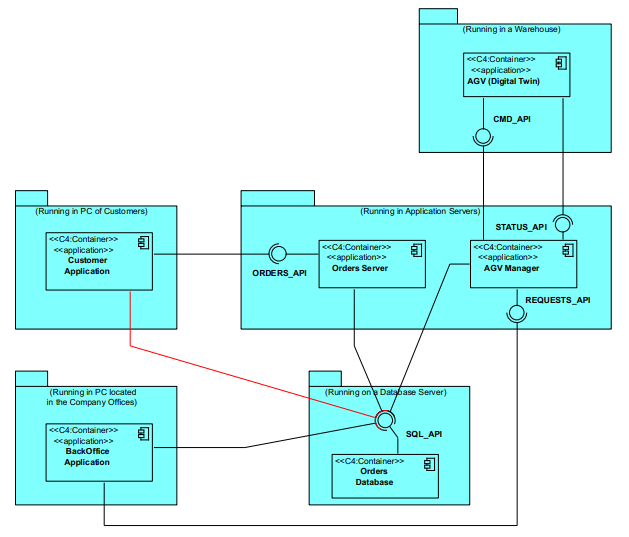 (Running in a Warehouse)
<<C4:Container>>
<<application>>
AGV (Digital Twin)
CMD_API
(Running in PC of Customers)
<<C4:Container>>
<<application>>
Customer
Application
(Running in Application Servers)
STATUS_API
ORDERS_API
<<C4:Container>>
<<application>>
Orders Server
<<C4:Container>>
<<application>>
AGV Manager
REQUESTS_API
(Running in PC located
in the Company Offices)
<<C4:Container>>
<<application>>
BackOffice
Application
(Running on a Database Server)
SQL_API
<<C4:Container>>
Orders
Database